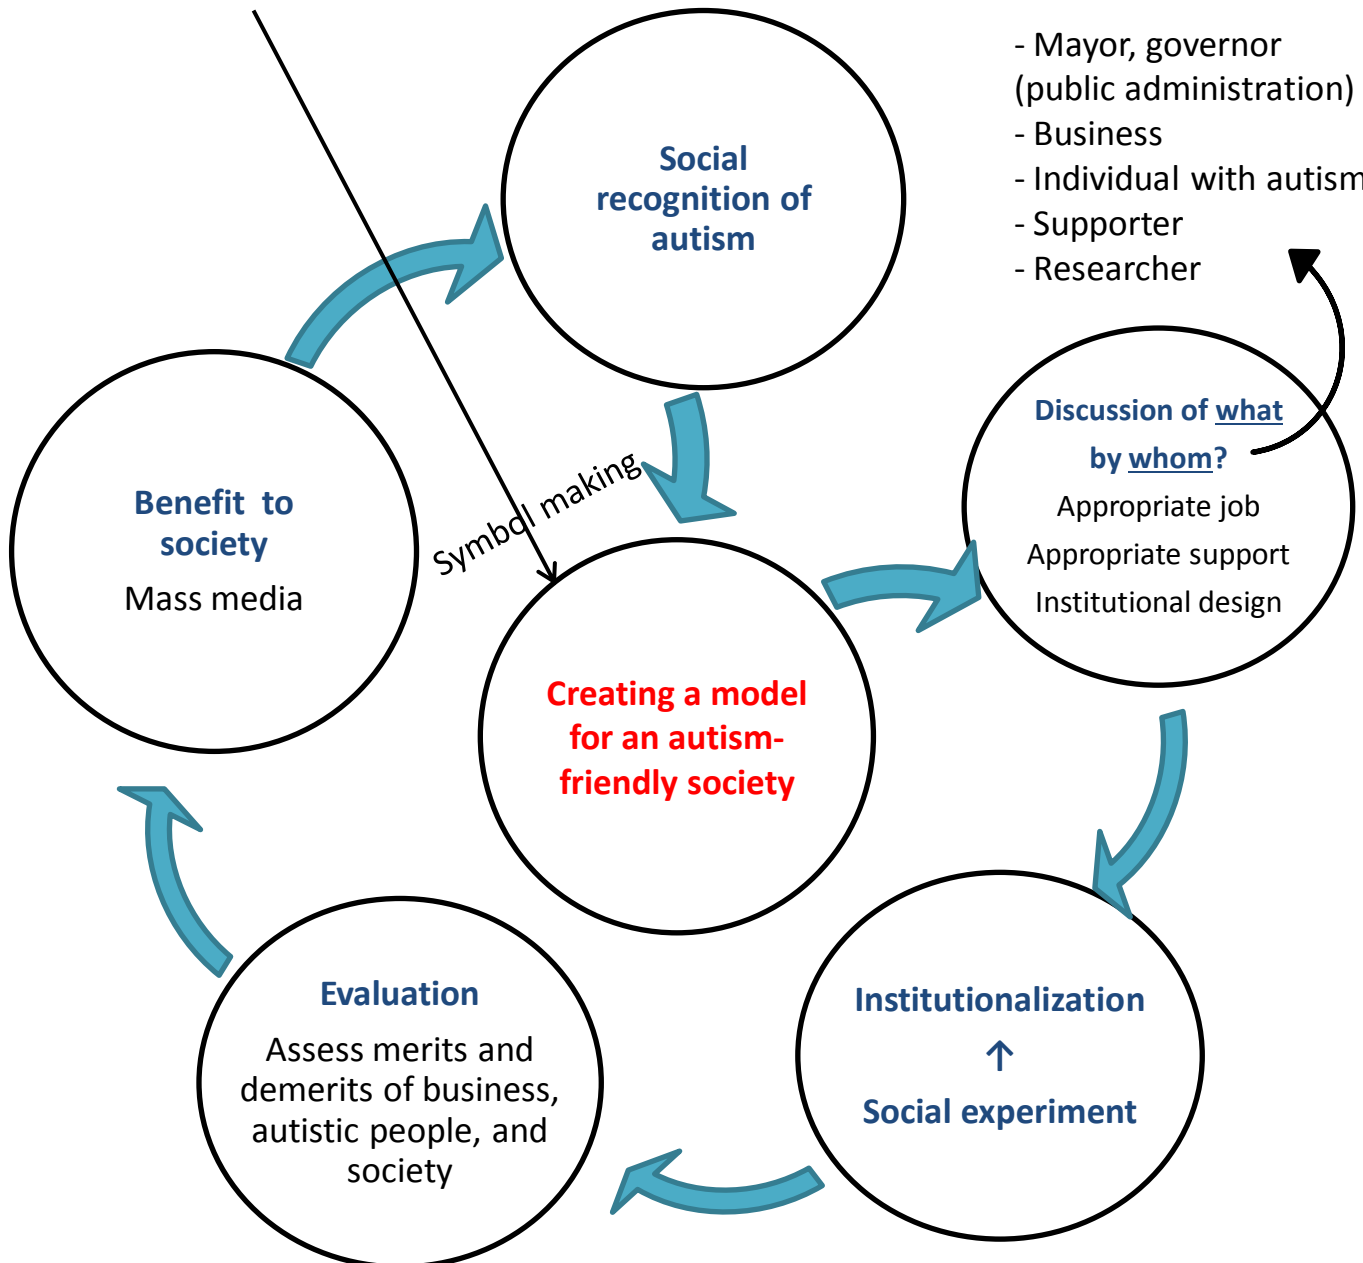 Social
recognition of
autism
- Mayor, governor
(public administration)
- Business
- Individual with autism
- Supporter
- Researcher
Discussion of what
by whom?
Appropriate job
Appropriate support
Institutional design
Benefit to
society
Mass media
Symbol making
Creating a model
for an autism-
friendly society
Institutionalization
↑
Social experiment
Evaluation
Assess merits and
demerits of business,
autistic people, and
society